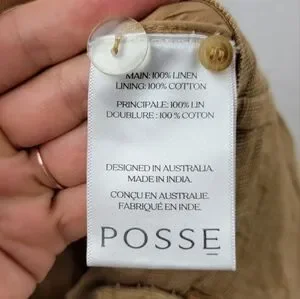 MAIN: 100% LINEN
LINING: 100% COTTON
PRINCIPALE: 100% LIN
DOUBLURE : 100 % COTON
DESIGNED IN AUSTRALIA.
MADE IN INDIA.
CONÇU EN AUSTRALIE.
FABRIQUÉ EN INDE.
POSSE